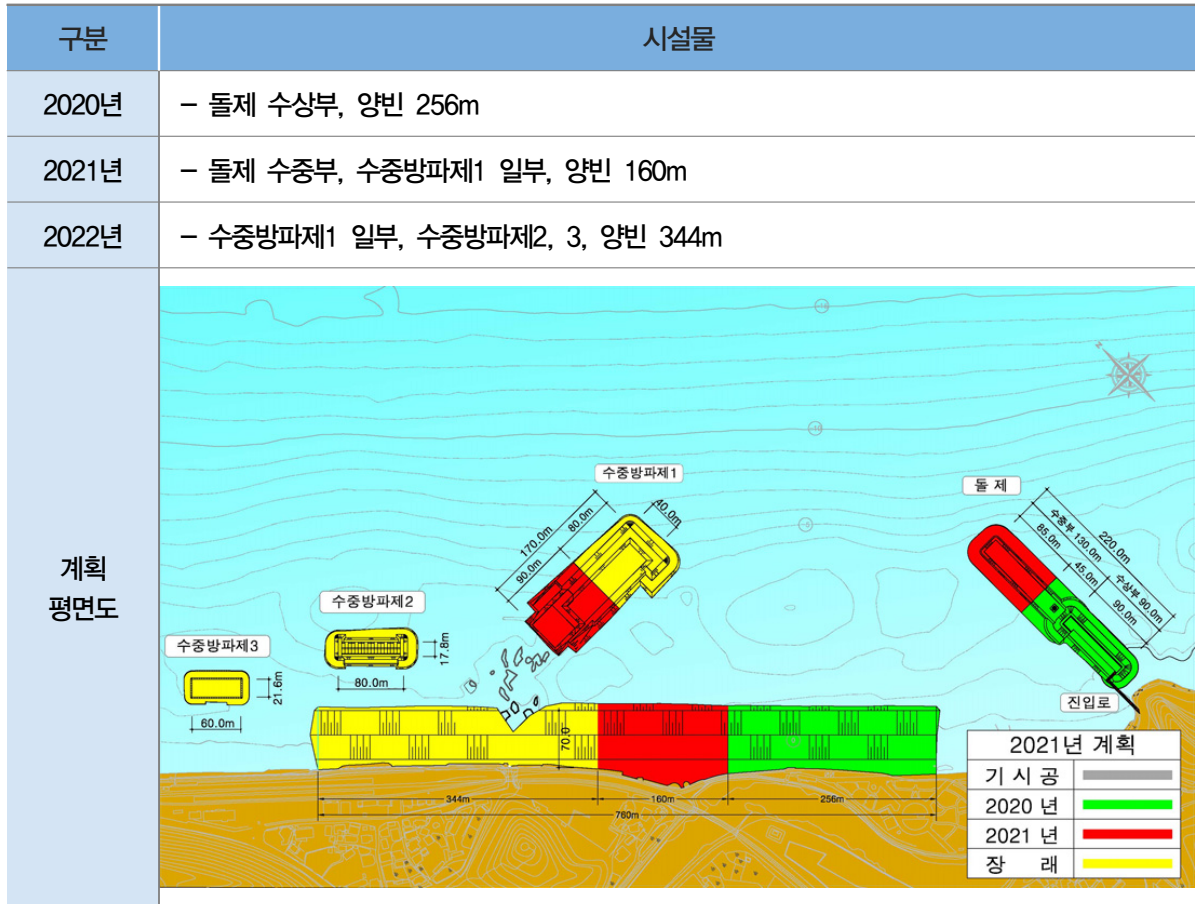 구분 시설물
2020년 – 돌제 수상부, 양빈 256m
2021년 – 돌제 수중부, 수중방파제1 일부, 양빈 160m
2022년 – 수중방파제1 일부, 수중방파제2, 3, 양빈 344m
계획
평면도
수중방파제1
170.0m
80.0m
90.0m
40.0m
돌 제
220.0m
수중부 130.0m
수상부 90.0m
85.0m
45.0m
90.0m
진입로
수중방파제2
17.8m
80.0m
수중방파제3
21.6m
60.0m
70.0
344m 160m 256m
760m
N
-10
-5
2021년 계획
기 시 공
2020 년
2021 년
장 래